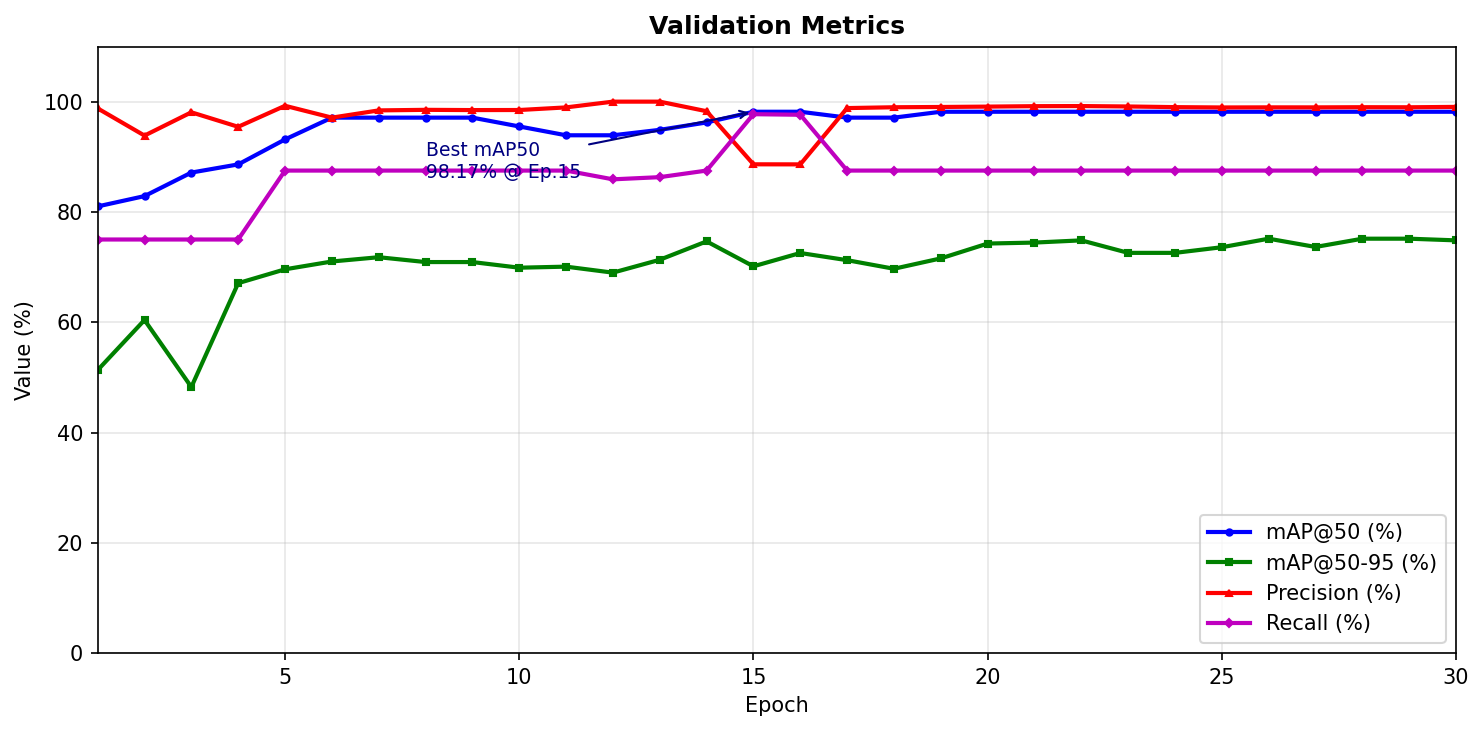 Validation Metrics
Value (%)
100
80
60
40
20
0
Best mAP50
98.17% @ Ep.15
mAP@50 (%)
mAP@50-95 (%)
Precision (%)
Recall (%)
5
10
15
20
25
30
Epoch